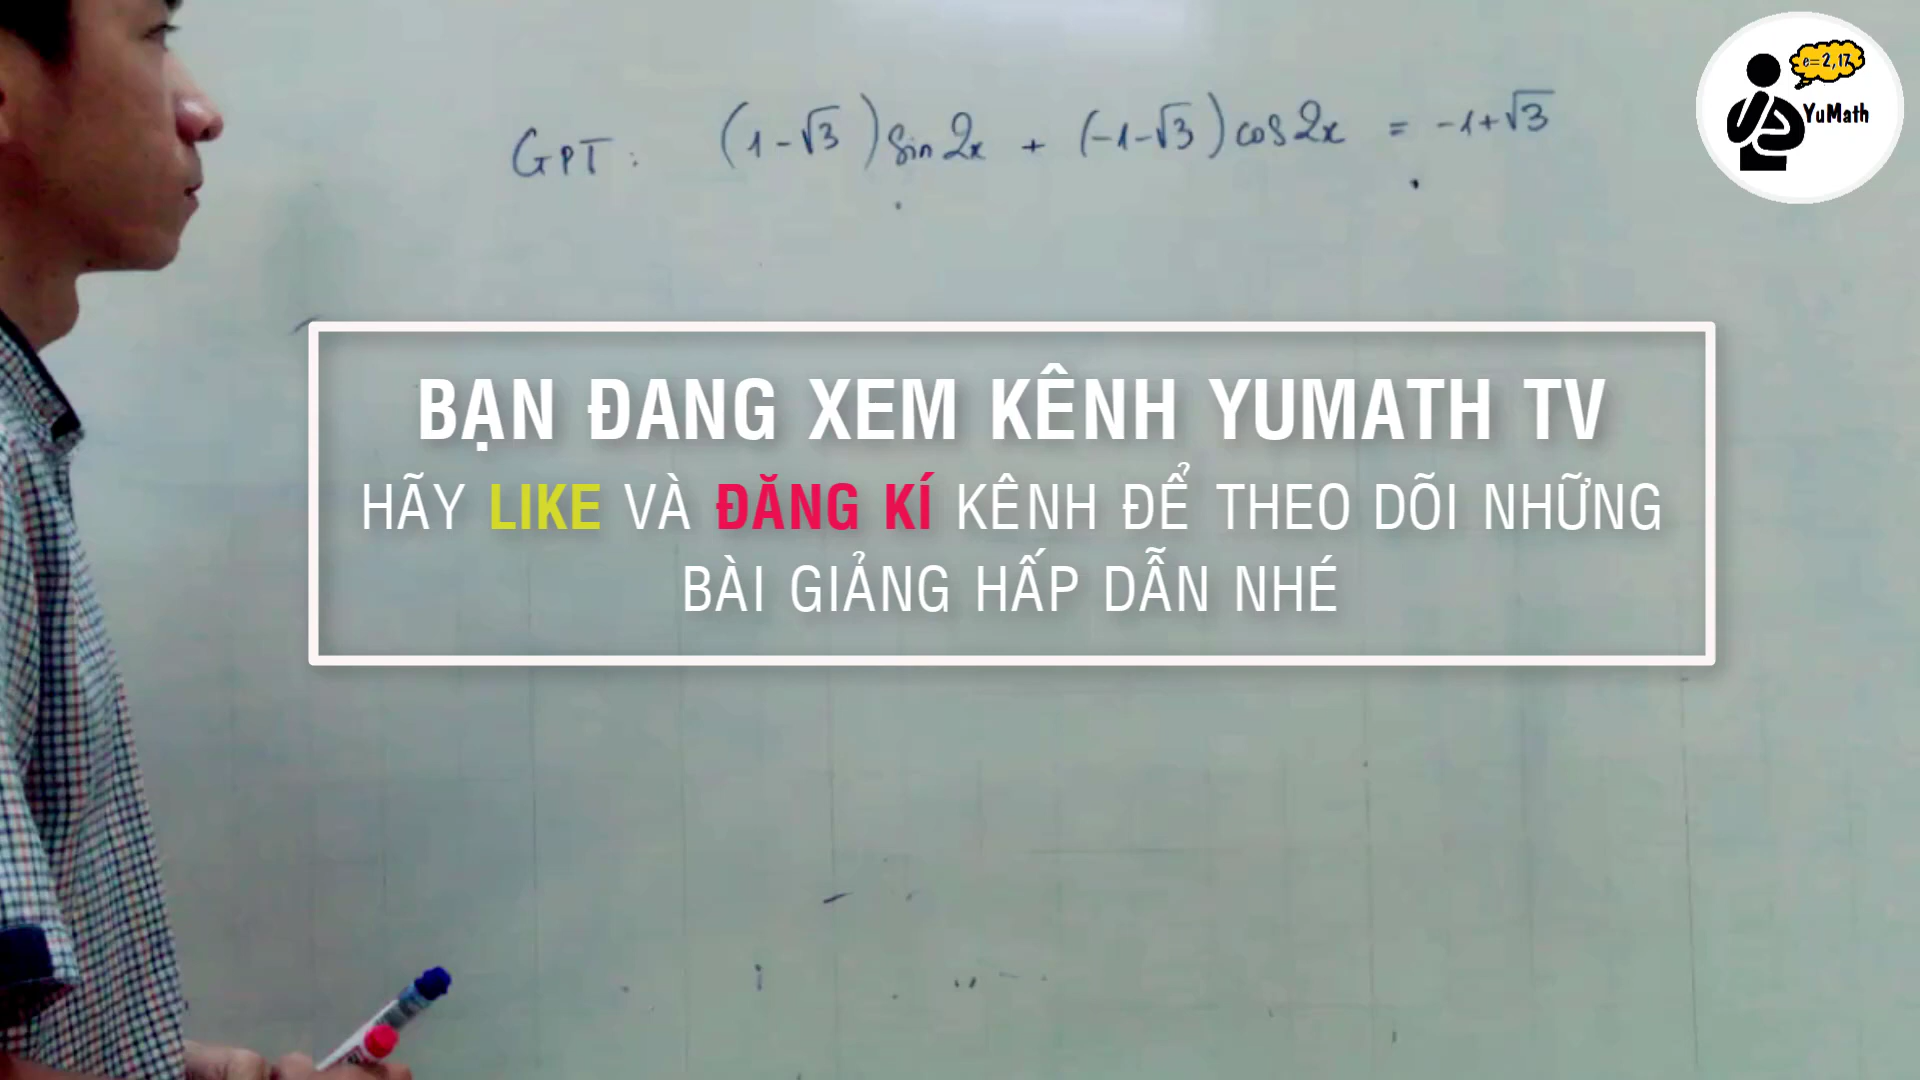 GPT: (1-√3) sin2x + (-1-√3) cos2x = -1+√3
e=2,17
YuMath
BẠN ĐANG XEM KÊNH YUMATH TV
HÃY LIKE VÀ ĐĂNG KÍ KÊNH ĐỂ THEO DÕI NHỮNG
BÀI GIẢNG HẤP DẪN NHÉ